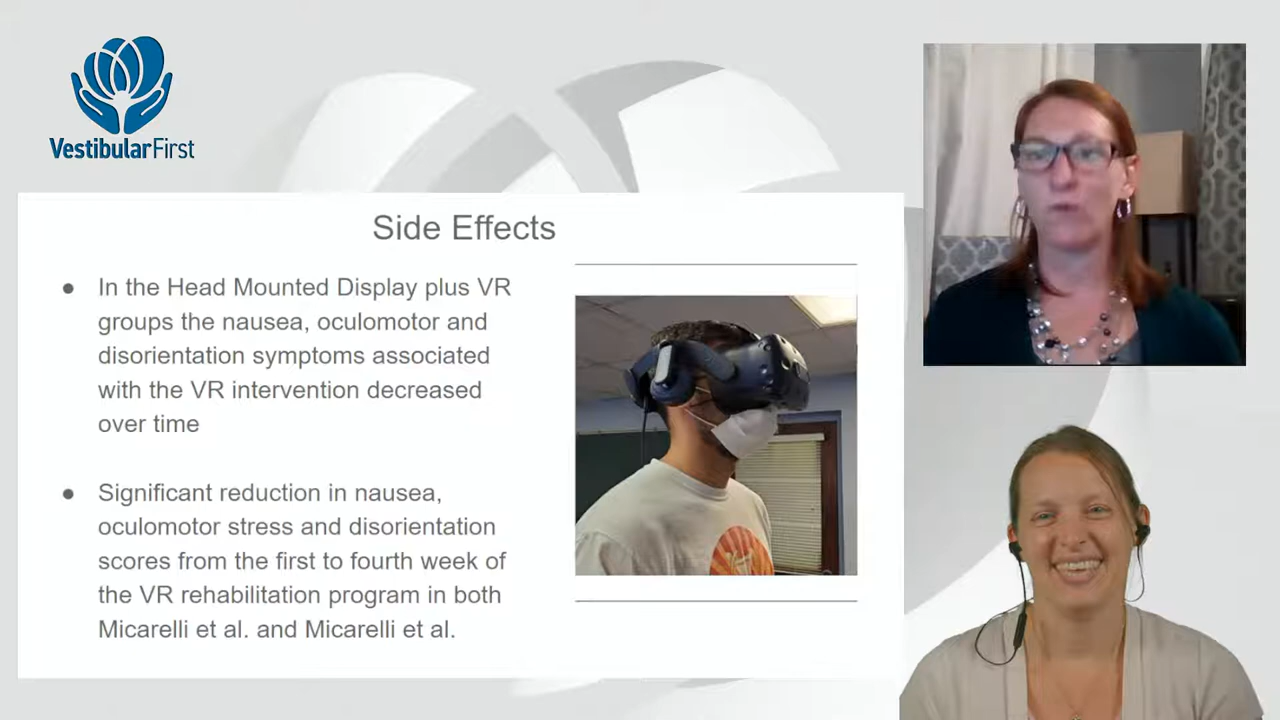 VestibularFirst
Side Effects
● In the Head Mounted Display plus VR
groups the nausea, oculomotor and
disorientation symptoms associated
with the VR intervention decreased
over time
● Significant reduction in nausea,
oculomotor stress and disorientation
scores from the first to fourth week of
the VR rehabilitation program in both
Micarelli et al. and Micarelli et al.